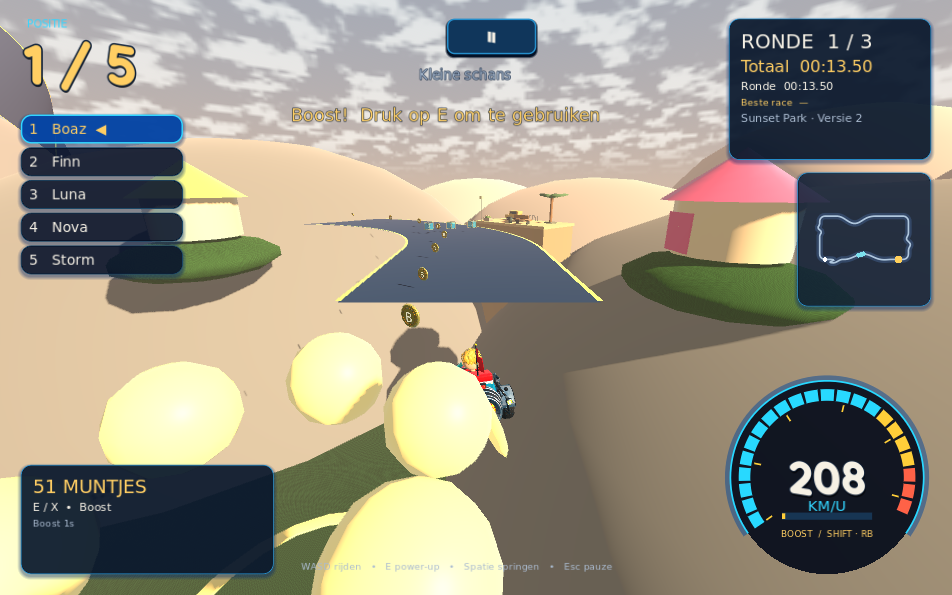 POSITIE
1/5
1 Boaz ◀
2 Finn
3 Luna
4 Nova
5 Storm
Kleine schans
Boost! Druk op E om te gebruiken
RONDE 1 / 3
Totaal 00:13.50
Ronde 00:13.50
Beste race —
Sunset Park · Versie 2
B
51 MUNTJES
E / X • Boost
Boost 1s
rijden • E power-up • Spatie springen • Esc pauze
208
KM/U
BOOST / SHIFT · RB